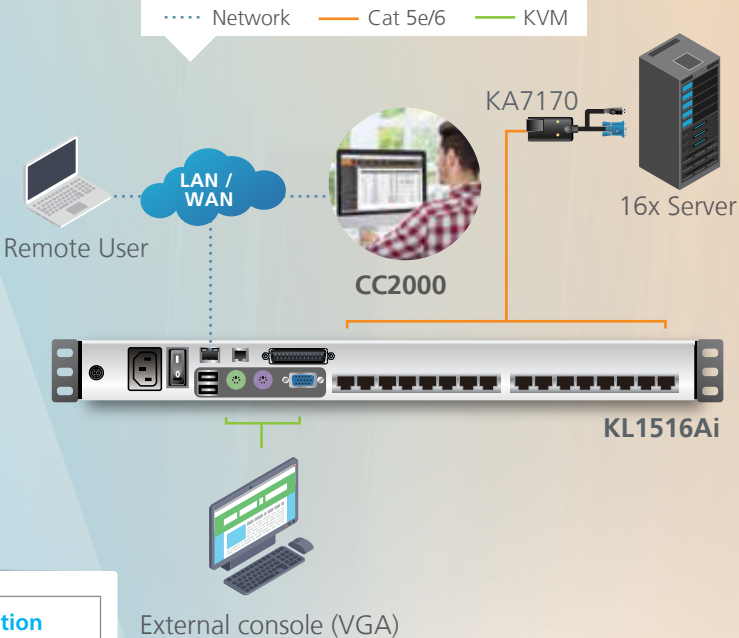 Network
Cat 5e/6
KVM
KA7170
LAN /
WAN
16x Server
Remote User
CC2000
KL1516Ai
External console (VGA)
tion